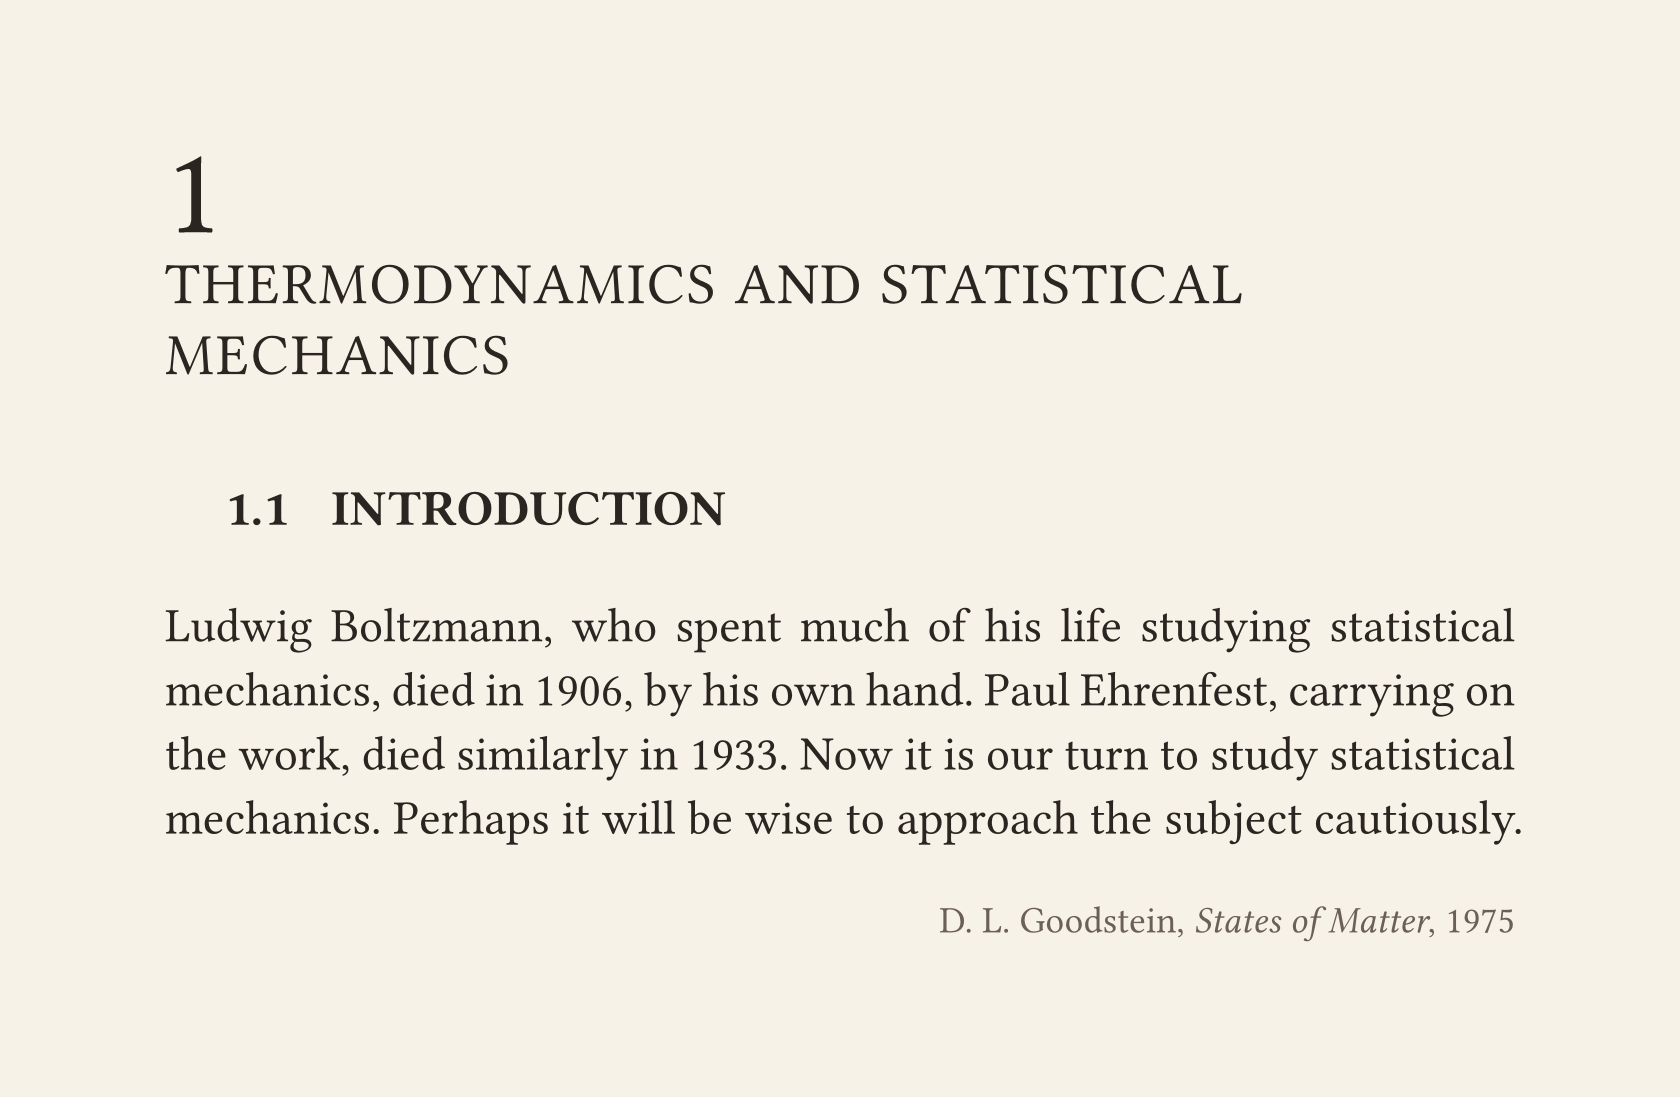 1
THERMODYNAMICS AND STATISTICAL
MECHANICS
1.1 INTRODUCTION
Ludwig Boltzmann, who spent much of his life studying statistical
mechanics, died in 1906, by his own hand. Paul Ehrenfest, carrying on
the work, died similarly in 1933. Now it is our turn to study statistical
mechanics. Perhaps it will be wise to approach the subject cautiously.
D. L. Goodstein, States of Matter, 1975